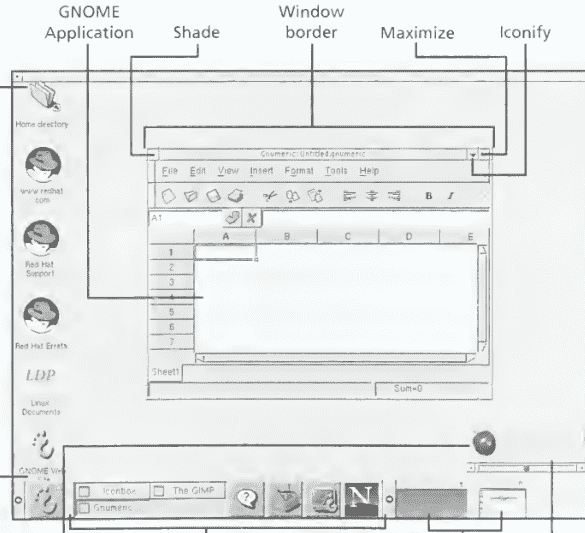 GNOME Application
Shade
Window border
Maximize
Iconify
Home directory
www.redhat.com
Red Hat Support
Red Hat Errata
LDP
Linux Documents
GNOME We
Gnumeric: Untitled.gnumeric
File Edit View Insert Format Tools Help
B I
A1
A B C D E
1
2
3
4
5
6
7
Sheet1
Sum=0
Iconbox The GIMP
Gnumeric...
N